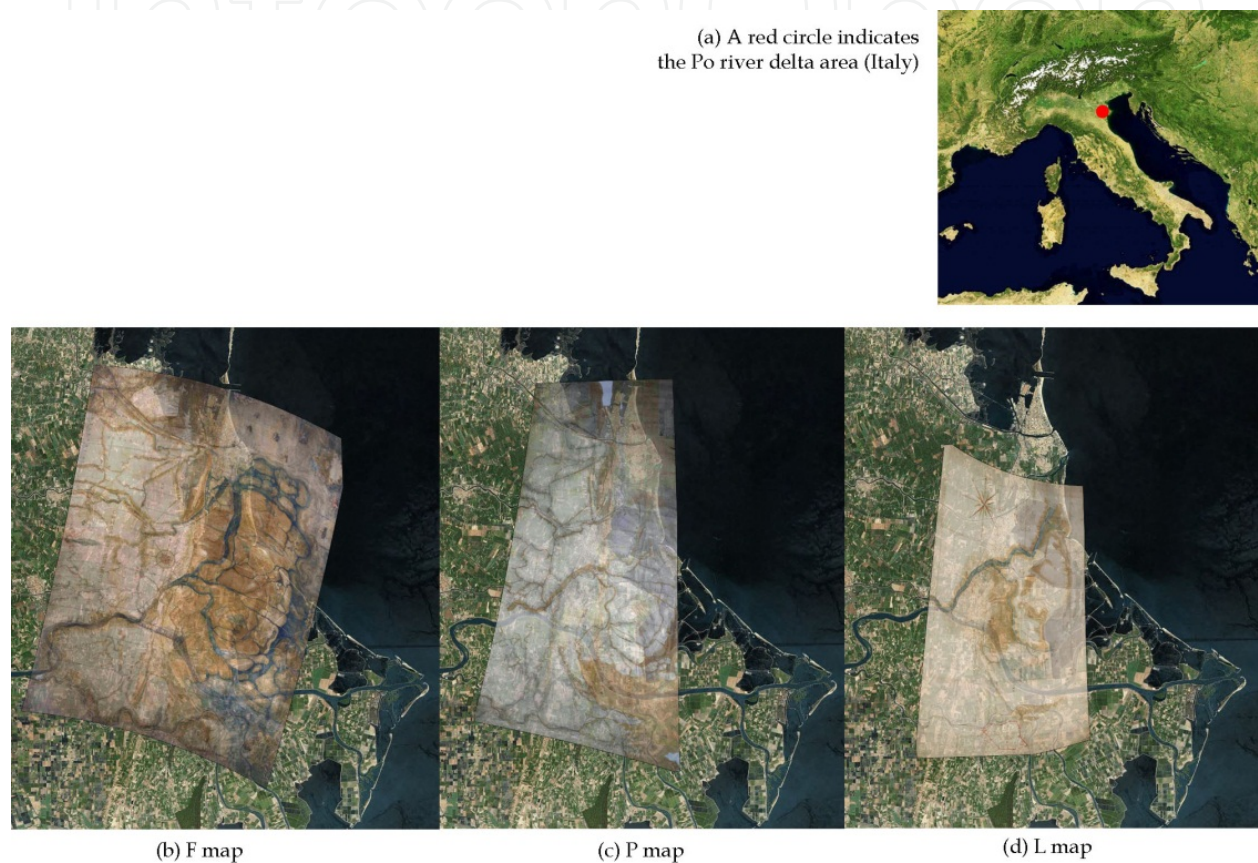 (a) A red circle indicates
the Po river delta area (Italy)
(b) F map
(c) P map
(d) L map